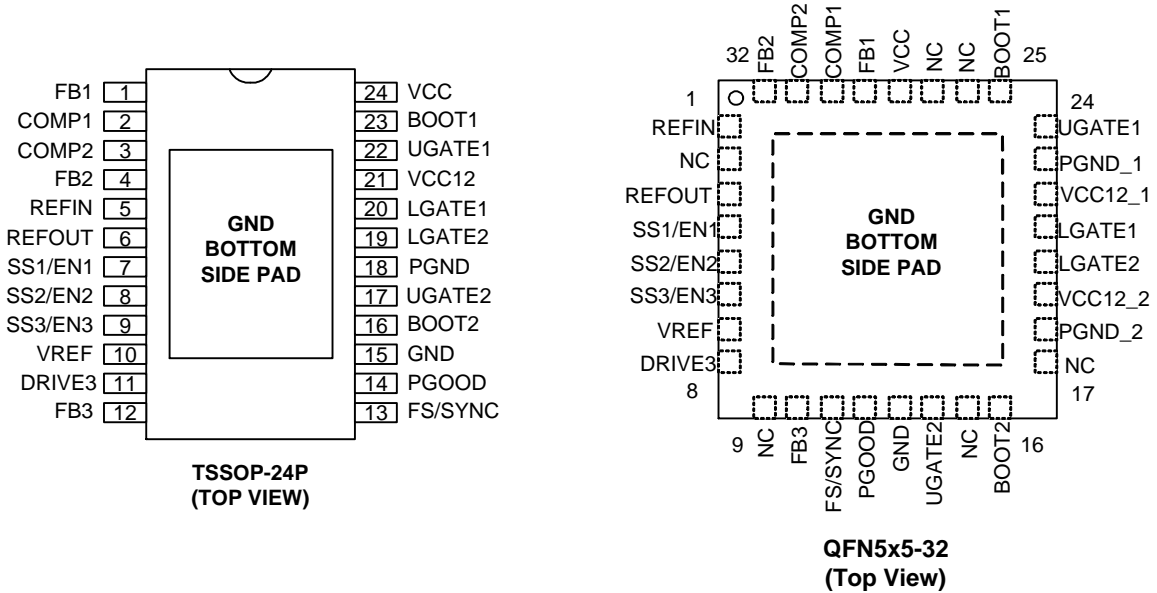 FB1 1
COMP1 2
COMP2 3
FB2 4
REFIN 5
REFOUT 6
SS1/EN1 7
SS2/EN2 8
SS3/EN3 9
VREF 10
DRIVE3 11
FB3 12
24 VCC
23 BOOT1
22 UGATE1
21 VCC12
20 LGATE1
19 LGATE2
18 PGND
17 UGATE2
16 BOOT2
15 GND
14 PGOOD
13 FS/SYNC
GND
BOTTOM
SIDE PAD
TSSOP-24P
(TOP VIEW)
32
FB2
COMP2
COMP1
FB1
VCC
NC
NC
BOOT1
25
1
REFIN
NC
REFOUT
SS1/EN1
SS2/EN2
SS3/EN3
VREF
DRIVE3
8
GND
BOTTOM
SIDE PAD
24
UGATE1
PGND_1
VCC12_1
LGATE1
LGATE2
VCC12_2
PGND_2
NC
17
9
NC
FB3
FS/SYNC
PGOOD
GND
UGATE2
NC
BOOT2
16
QFN5x5-32
(Top View)